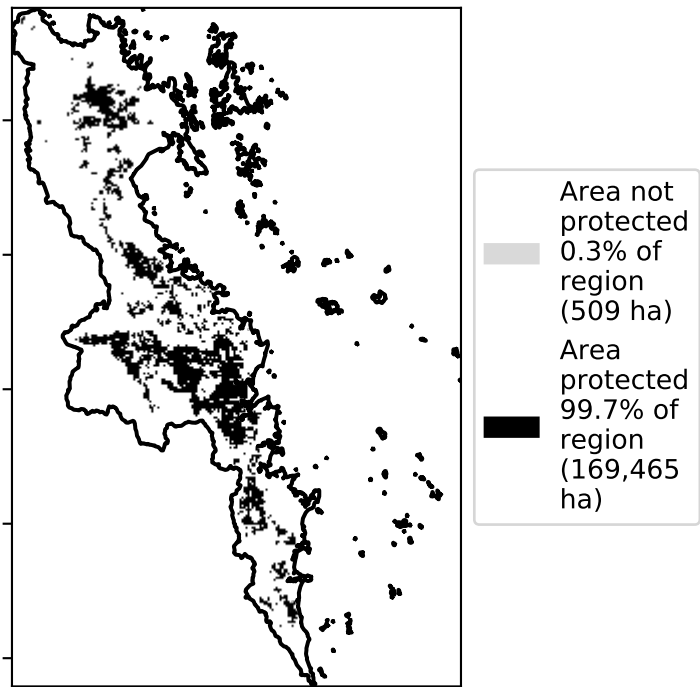 Area not
protected
0.3% of
region
(509 ha)
Area
protected
99.7% of
region
(169,465
ha)